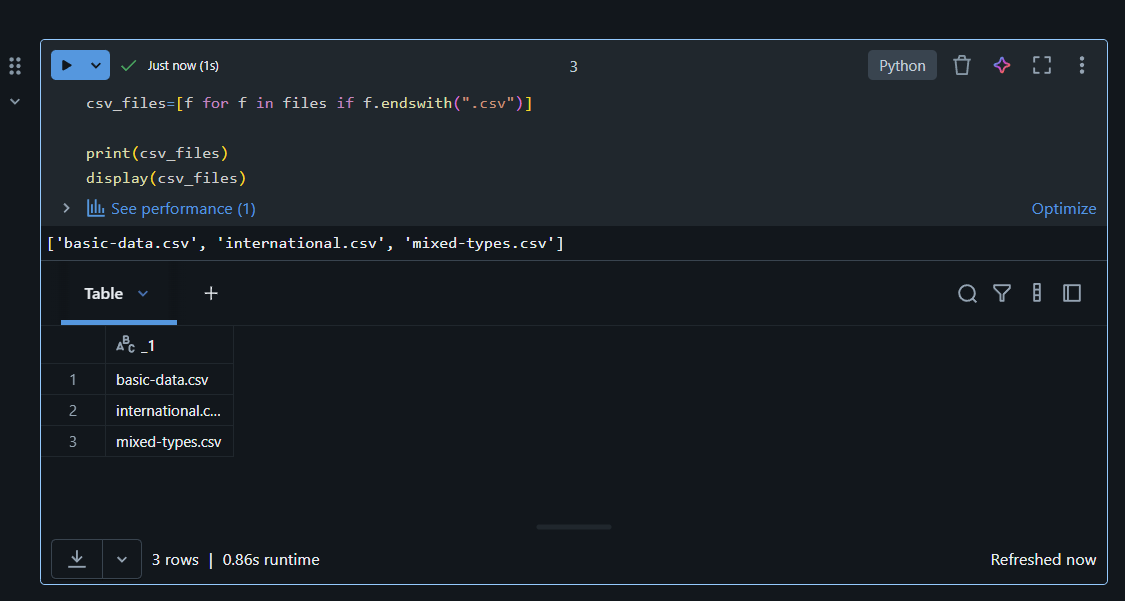 Just now (1s)
3
Python
csv_files=[f for f in files if f.endswith(".csv")]
print(csv_files)
display(csv_files)
See performance (1)
Optimize
['basic-data.csv', 'international.csv', 'mixed-types.csv']
Table
+
ABC _1
1 basic-data.csv
2 international.c...
3 mixed-types.csv
3 rows | 0.86s runtime
Refreshed now